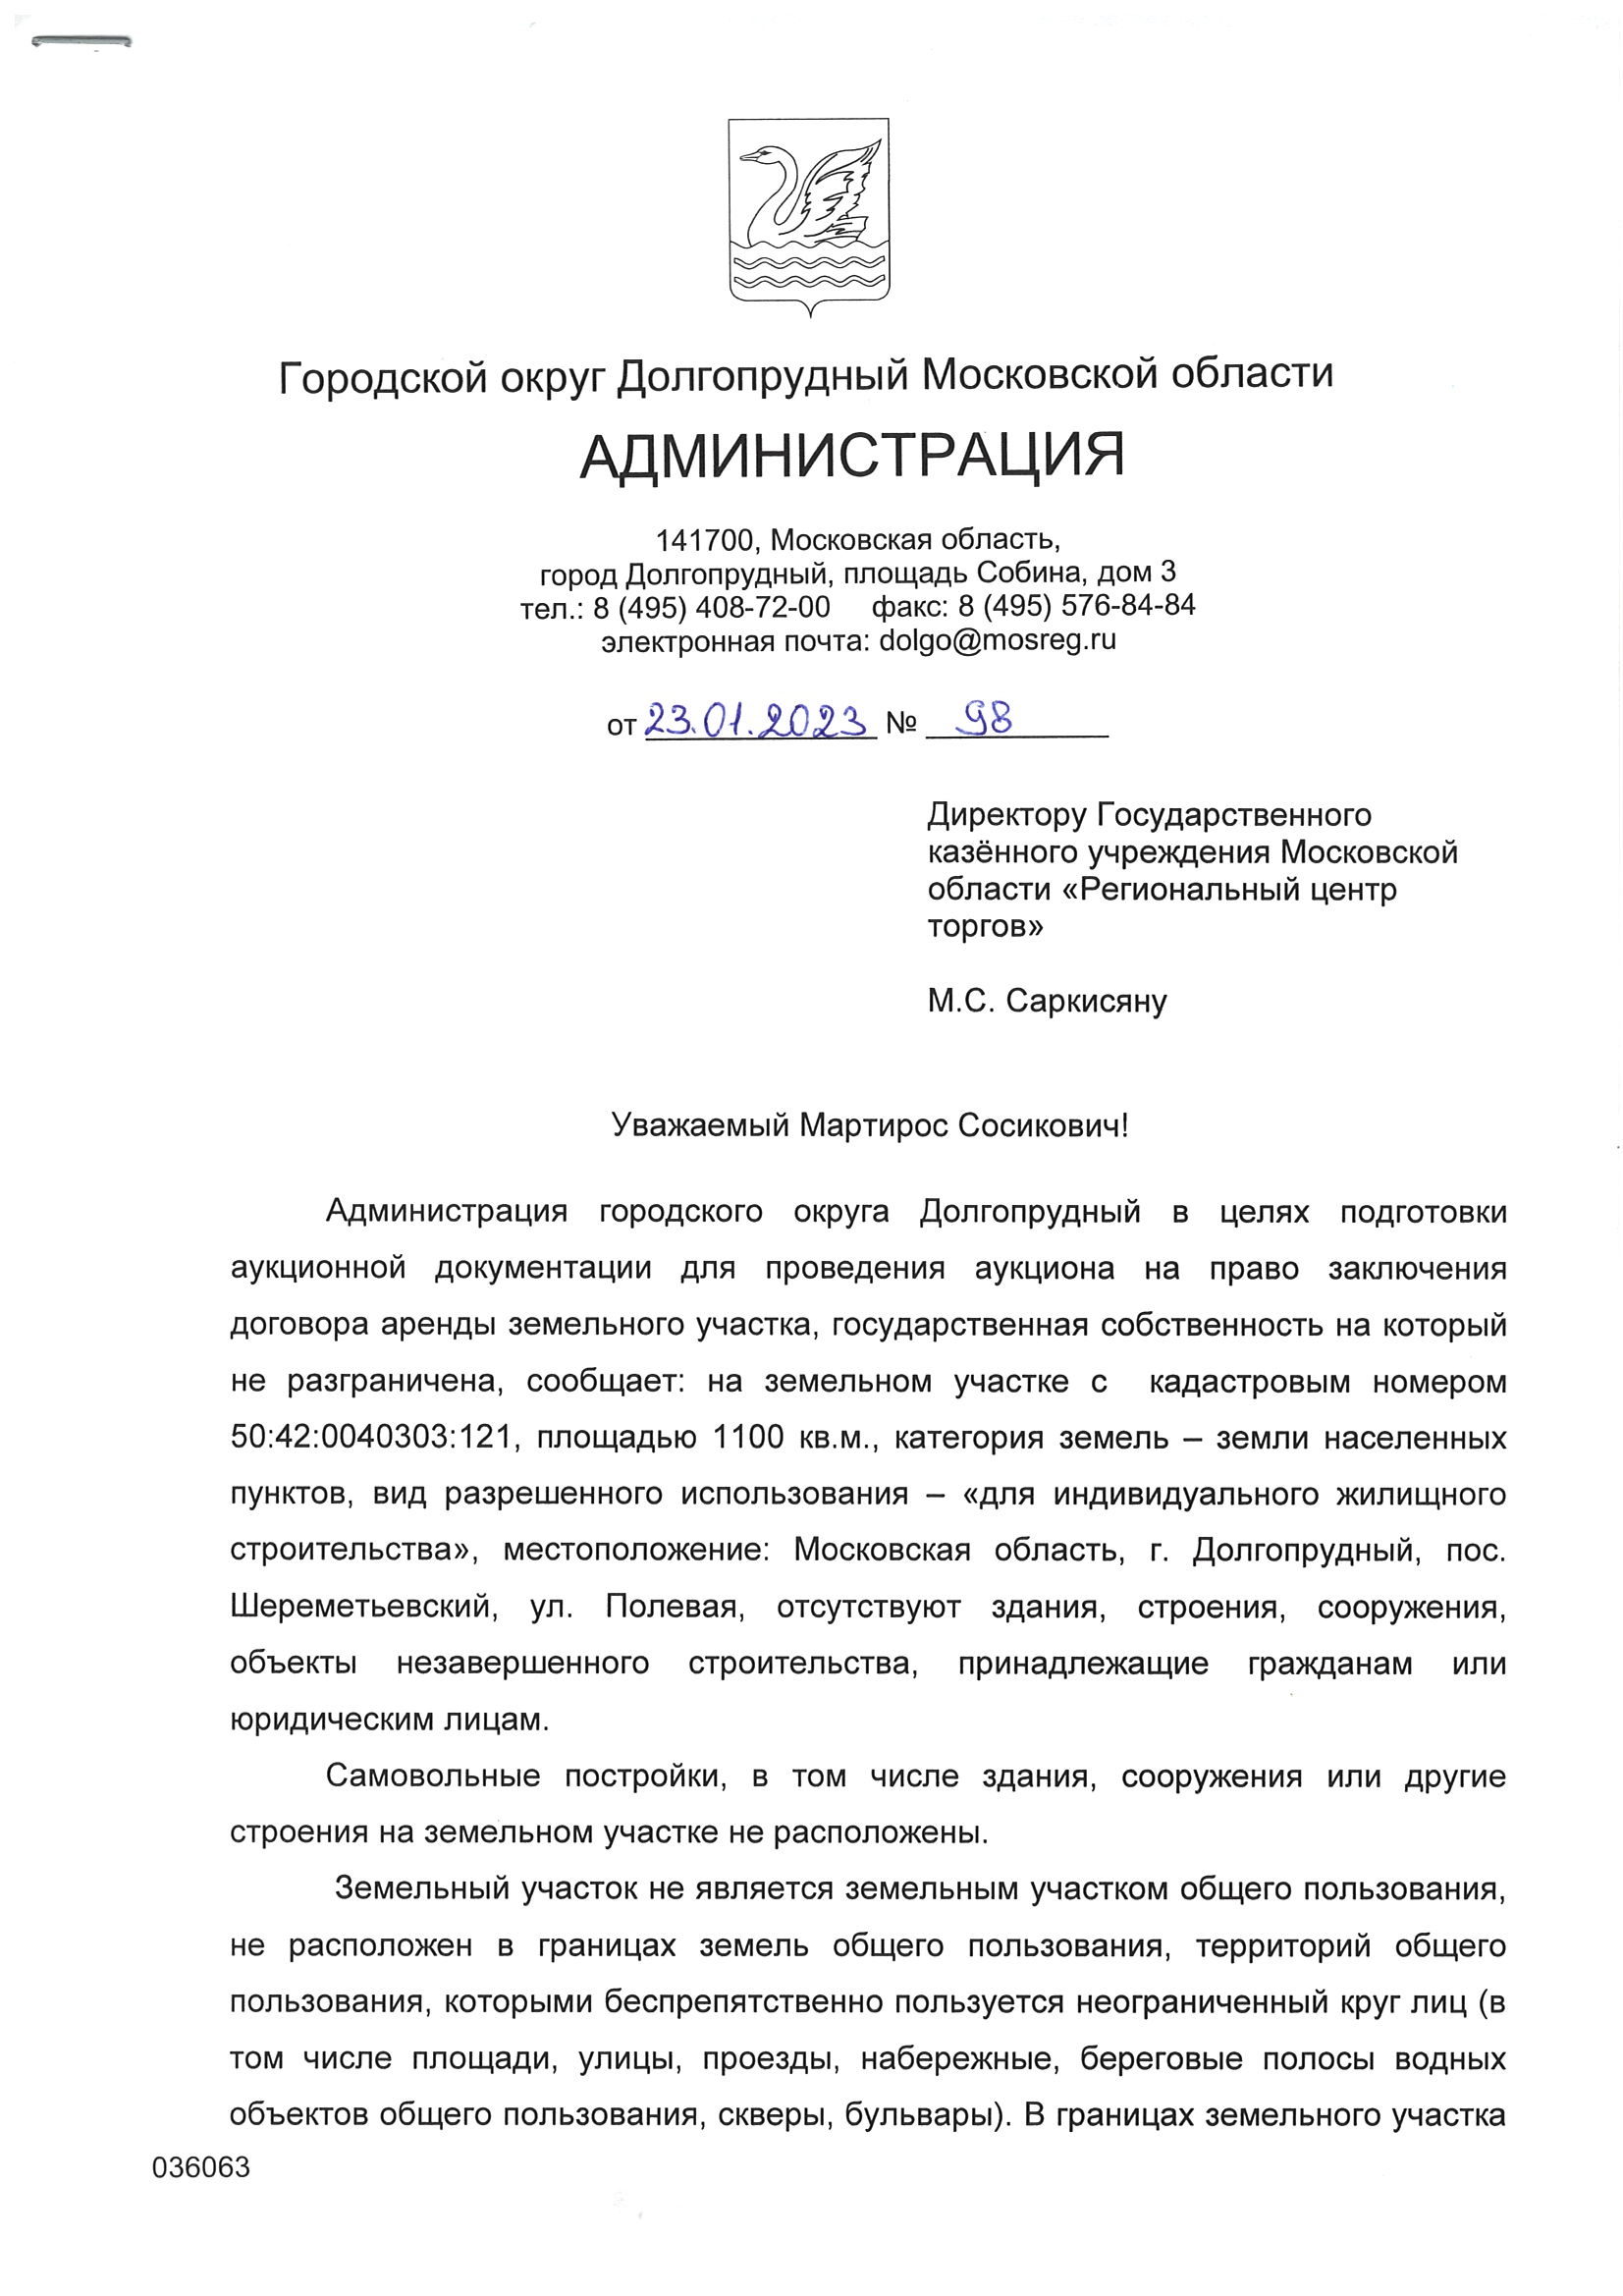 Городской округ Долгопрудный Московской области
АДМИНИСТРАЦИЯ
141700, Московская область,
город Долгопрудный, площадь Собина, дом 3
тел.: 8 (495) 408-72-00 факс: 8 (495) 576-84-84
электронная почта: dolgo@mosreg.ru
от 23.01.2023 № 98
Директору Государственного
казённого учреждения Московской
области «Региональный центр
торгов»
М.С. Саркисяну
Уважаемый Мартирос Сосикович!
Администрация городского округа Долгопрудный в целях подготовки
аукционной документации для проведения аукциона на право заключения
договора аренды земельного участка, государственная собственность на который
не разграничена, сообщает: на земельном участке с кадастровым номером
50:42:0040303:121, площадью 1100 кв.м., категория земель – земли населенных
пунктов, вид разрешенного использования – «для индивидуального жилищного
строительства», местоположение: Московская область, г. Долгопрудный, пос.
Шереметьевский, ул. Полевая, отсутствуют здания, строения, сооружения,
объекты незавершенного строительства, принадлежащие гражданам или
юридическим лицам.
Самовольные постройки, в том числе здания, сооружения или другие
строения на земельном участке не расположены.
Земельный участок не является земельным участком общего пользования,
не расположен в границах земель общего пользования, территорий общего
пользования, которыми беспрепятственно пользуется неограниченный круг лиц (в
том числе площади, улицы, проезды, набережные, береговые полосы водных
объектов общего пользования, скверы, бульвары). В границах земельного участка
036063